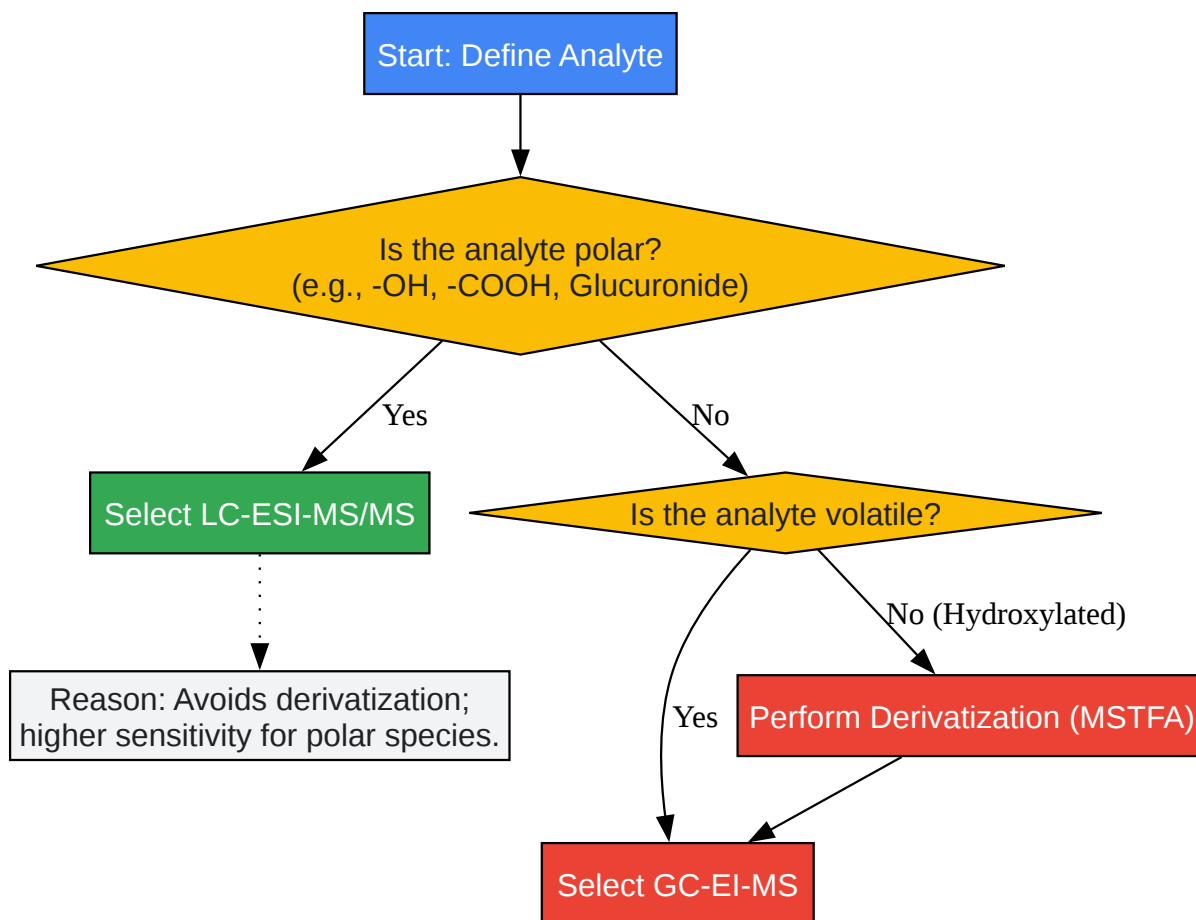 Start: Define Analyte
Is the analyte polar?
(e.g., -OH, -COOH, Glucuronide)
Yes
No
Select LC-ESI-MS/MS
Is the analyte volatile?
No (Hydroxylated)
Reason: Avoids derivatization;
higher sensitivity for polar species.
Yes
Perform Derivatization (MSTFA)
Select GC-EI-MS